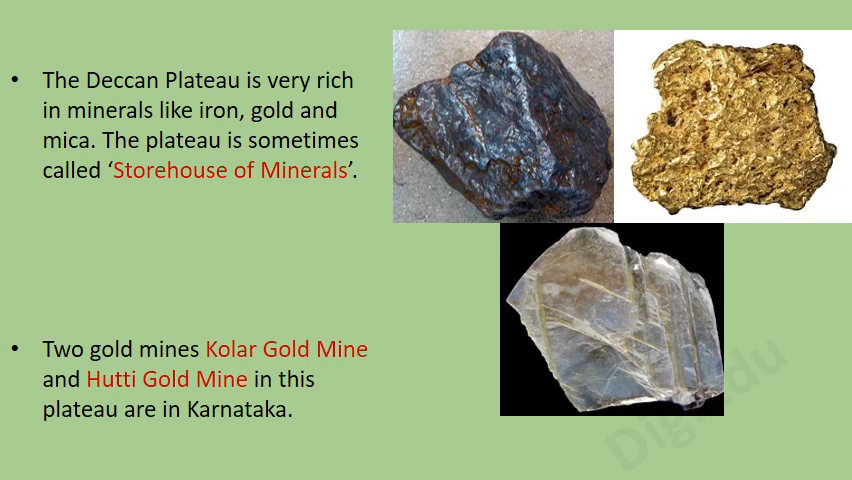 • The Deccan Plateau is very rich
in minerals like iron, gold and
mica. The plateau is sometimes
called ‘Storehouse of Minerals’.
• Two gold mines Kolar Gold Mine
and Hutti Gold Mine in this
plateau are in Karnataka.